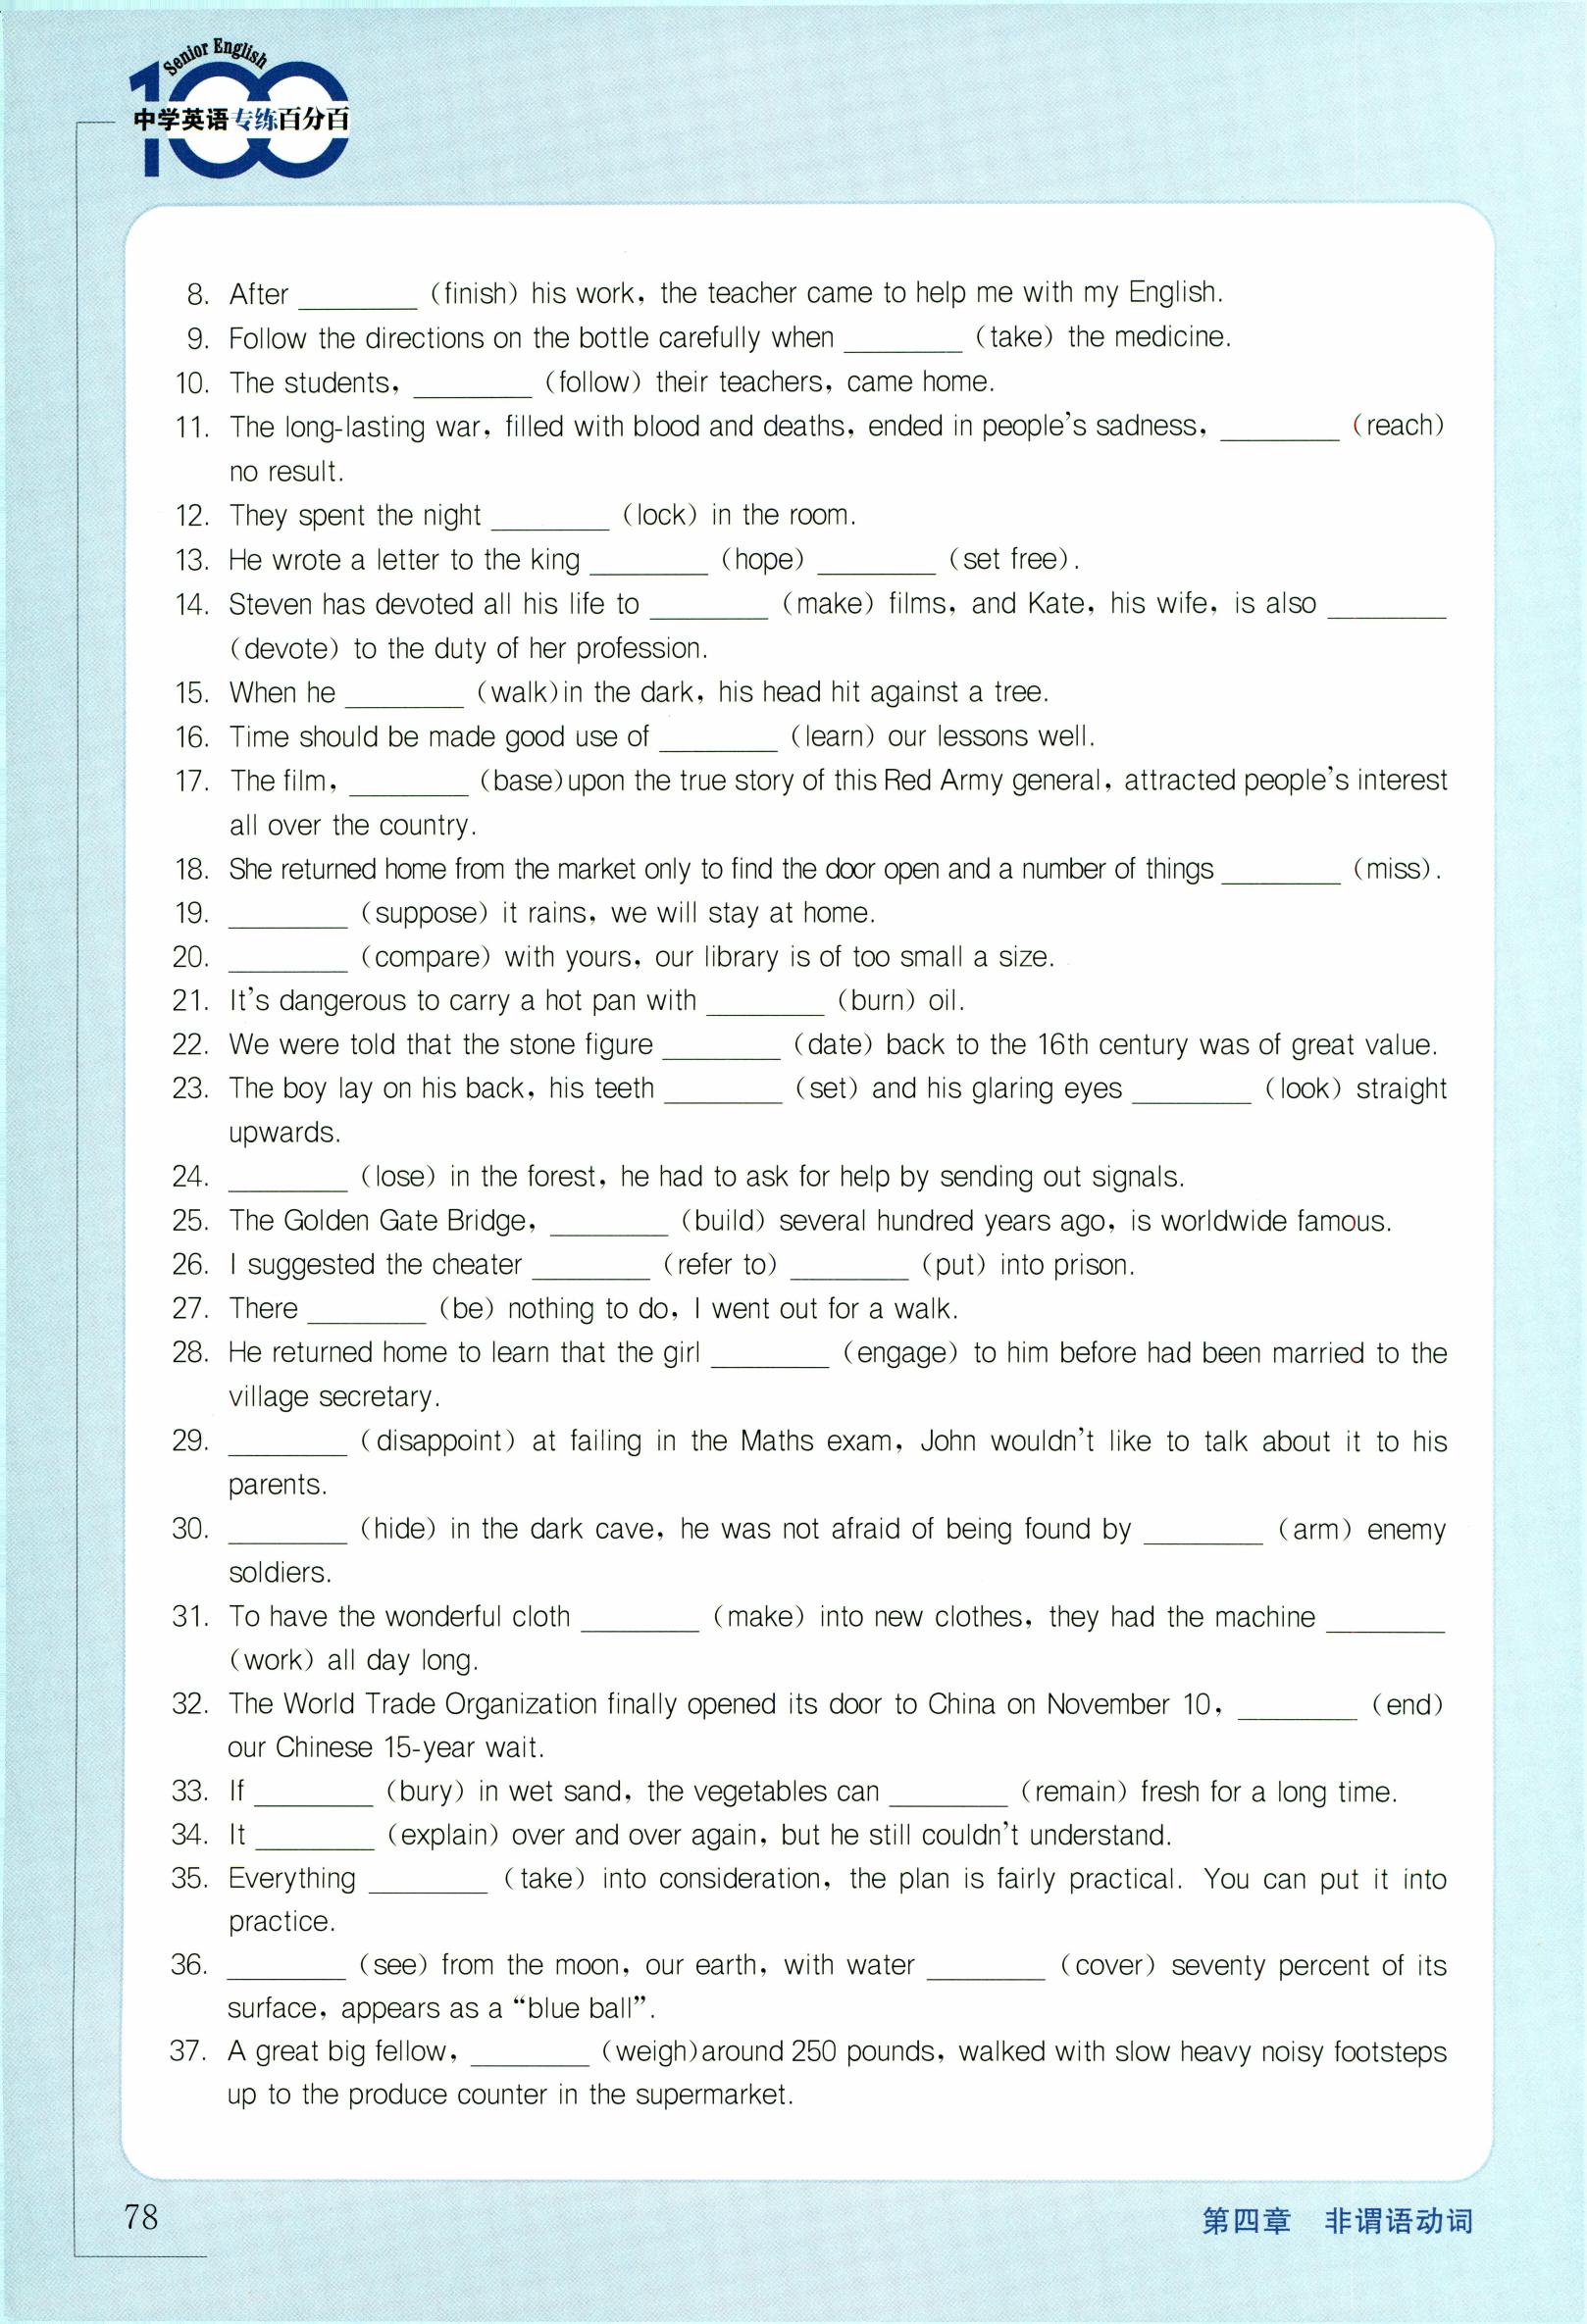 Senior English
100
中学英语专练百分百
8. After ________ (finish) his work, the teacher came to help me with my English.
9. Follow the directions on the bottle carefully when ________ (take) the medicine.
10. The students, ________ (follow) their teachers, came home.
11. The long-lasting war, filled with blood and deaths, ended in people's sadness, ________ (reach)
no result.
12. They spent the night ________ (lock) in the room.
13. He wrote a letter to the king ________ (hope) ________ (set free).
14. Steven has devoted all his life to ________ (make) films, and Kate, his wife, is also ________
(devote) to the duty of her profession.
15. When he ________ (walk)in the dark, his head hit against a tree.
16. Time should be made good use of ________ (learn) our lessons well.
17. The film, ________ (base)upon the true story of this Red Army general, attracted people's interest
all over the country.
18. She returned home from the market only to find the door open and a number of things ________ (miss).
19. ________ (suppose) it rains, we will stay at home.
20. ________ (compare) with yours, our library is of too small a size.
21. It's dangerous to carry a hot pan with ________ (burn) oil.
22. We were told that the stone figure ________ (date) back to the 16th century was of great value.
23. The boy lay on his back, his teeth ________ (set) and his glaring eyes ________ (look) straight
upwards.
24. ________ (lose) in the forest, he had to ask for help by sending out signals.
25. The Golden Gate Bridge, ________ (build) several hundred years ago, is worldwide famous.
26. I suggested the cheater ________ (refer to) ________ (put) into prison.
27. There ________ (be) nothing to do, I went out for a walk.
28. He returned home to learn that the girl ________ (engage) to him before had been married to the
village secretary.
29. ________ (disappoint) at failing in the Maths exam, John wouldn't like to talk about it to his
parents.
30. ________ (hide) in the dark cave, he was not afraid of being found by ________ (arm) enemy
soldiers.
31. To have the wonderful cloth ________ (make) into new clothes, they had the machine ________
(work) all day long.
32. The World Trade Organization finally opened its door to China on November 10, ________ (end)
our Chinese 15-year wait.
33. If ________ (bury) in wet sand, the vegetables can ________ (remain) fresh for a long time.
34. It ________ (explain) over and over again, but he still couldn't understand.
35. Everything ________ (take) into consideration, the plan is fairly practical. You can put it into
practice.
36. ________ (see) from the moon, our earth, with water ________ (cover) seventy percent of its
surface, appears as a “blue ball”.
37. A great big fellow, ________ (weigh)around 250 pounds, walked with slow heavy noisy footsteps
up to the produce counter in the supermarket.
78
第四章 非谓语动词